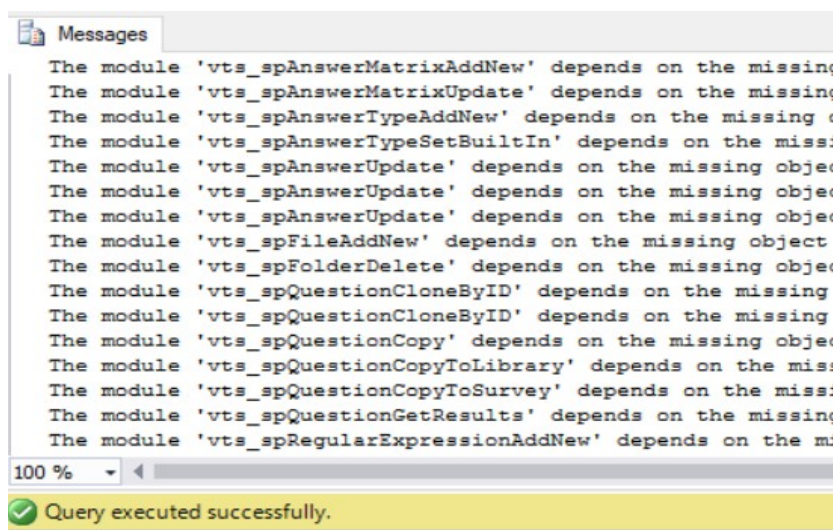 Messages
The module 'vts_spAnswerMatrixAddNew' depends on the missing
The module 'vts_spAnswerMatrixUpdate' depends on the missing
The module 'vts_spAnswerTypeAddNew' depends on the missing
The module 'vts_spAnswerTypeSetBuiltIn' depends on the
The module 'vts_spAnswerUpdate' depends on the missing
The module 'vts_spAnswerUpdate' depends on the missing
The module 'vts_spAnswerUpdate' depends on the missing
The module 'vts_spFileAddNew' depends on the missing object
The module 'vts_spFolderDelete' depends on the missing
The module 'vts_spQuestionCloneByID' depends on the missing
The module 'vts_spQuestionCloneByID' depends on the missing
The module 'vts_spQuestionCopy' depends on the missing
The module 'vts_spQuestionCopyToLibrary' depends on the
The module 'vts_spQuestionCopyToSurvey' depends on the
The module 'vts_spQuestionGetResults' depends on the missing
The module 'vts_spRegularExpressionAddNew' depends on the
100 %
Query executed successfully.